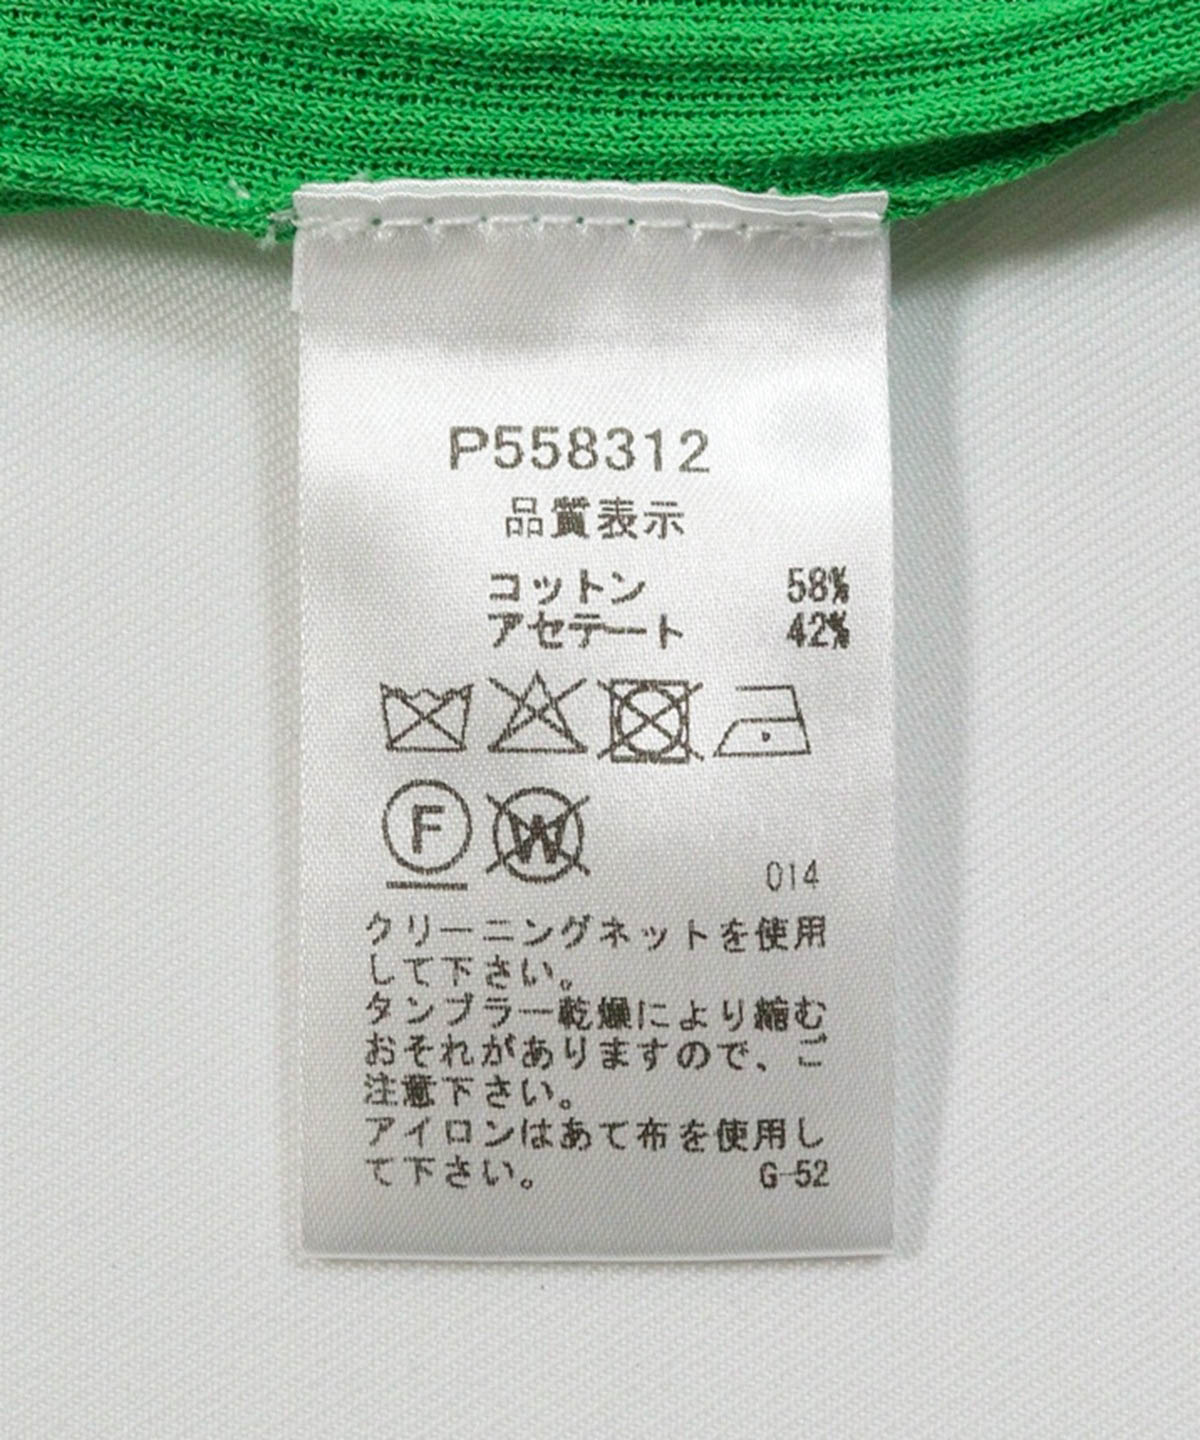 P558312
品質表示
コットン 58%
アセテート 42%
F W
014
クリーニングネットを使用
して下さい。
タンブラー乾燥により縮む
おそれがありますので、ご
注意下さい。
アイロンはあて布を使用し
て下さい。 G-52